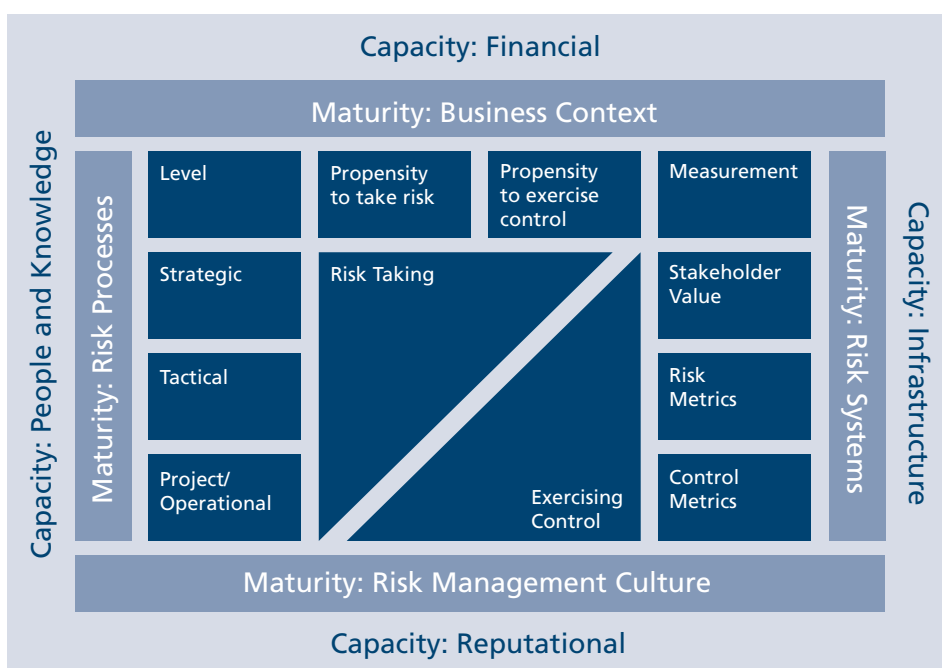 Capacity: Financial
Maturity: Business Context
Capacity: People and Knowledge
Maturity: Risk Processes
Level
Propensity
to take risk
Propensity
to exercise
control
Measurement
Strategic
Risk Taking
Stakeholder
Value
Tactical
Risk
Metrics
Project/
Operational
Exercising
Control
Control
Metrics
Maturity: Risk Systems
Capacity: Infrastructure
Maturity: Risk Management Culture
Capacity: Reputational